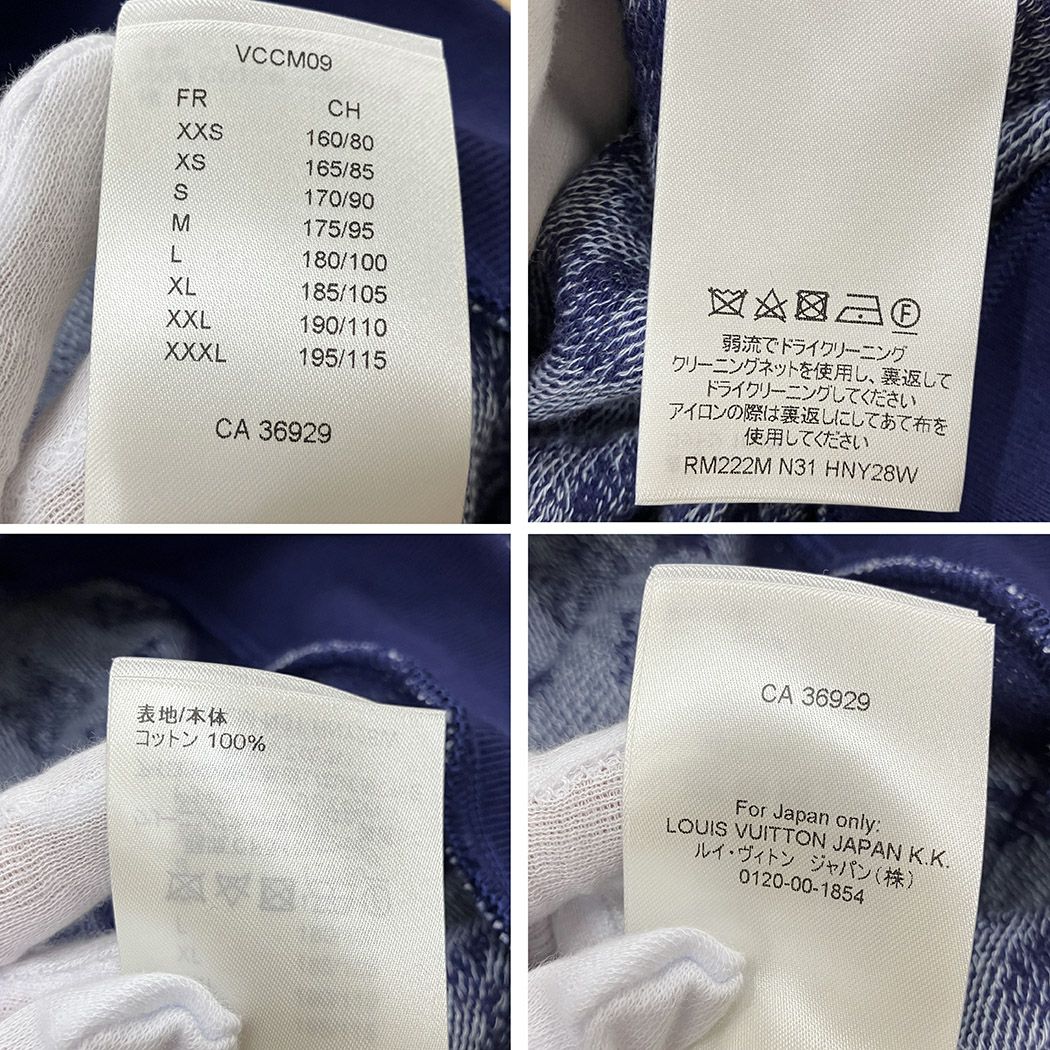 VCCM09
FR CH
XXS 160/80
XS 165/85
S 170/90
M 175/95
L 180/100
XL 185/105
XXL 190/110
XXXL 195/115
CA 36929
F
弱流でドライクリーニング
クリーニングネットを使用し、裏返して
ドライクリーニングしてください
アイロンの際は裏返しにしてあて布を
使用してください
RM222M N31 HNY28W
表地/本体
コットン 100%
CA 36929
For Japan only:
LOUIS VUITTON JAPAN K.K.
ルイ・ヴィトン ジャパン(株)
0120-00-1854